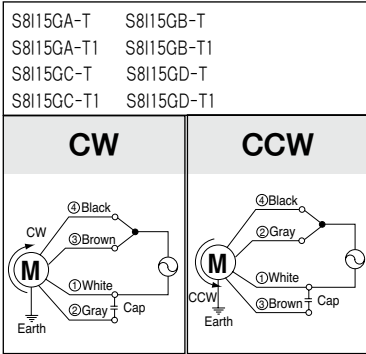 S8I15GA-T S8I15GB-T
S8I15GA-T1 S8I15GB-T1
S8I15GC-T S8I15GD-T
S8I15GC-T1 S8I15GD-T1
CW CCW
④Black
CW
③Brown
M
①White
②Gray Cap
Earth
④Black
②Gray
M
①White
CCW
③Brown Cap
Earth